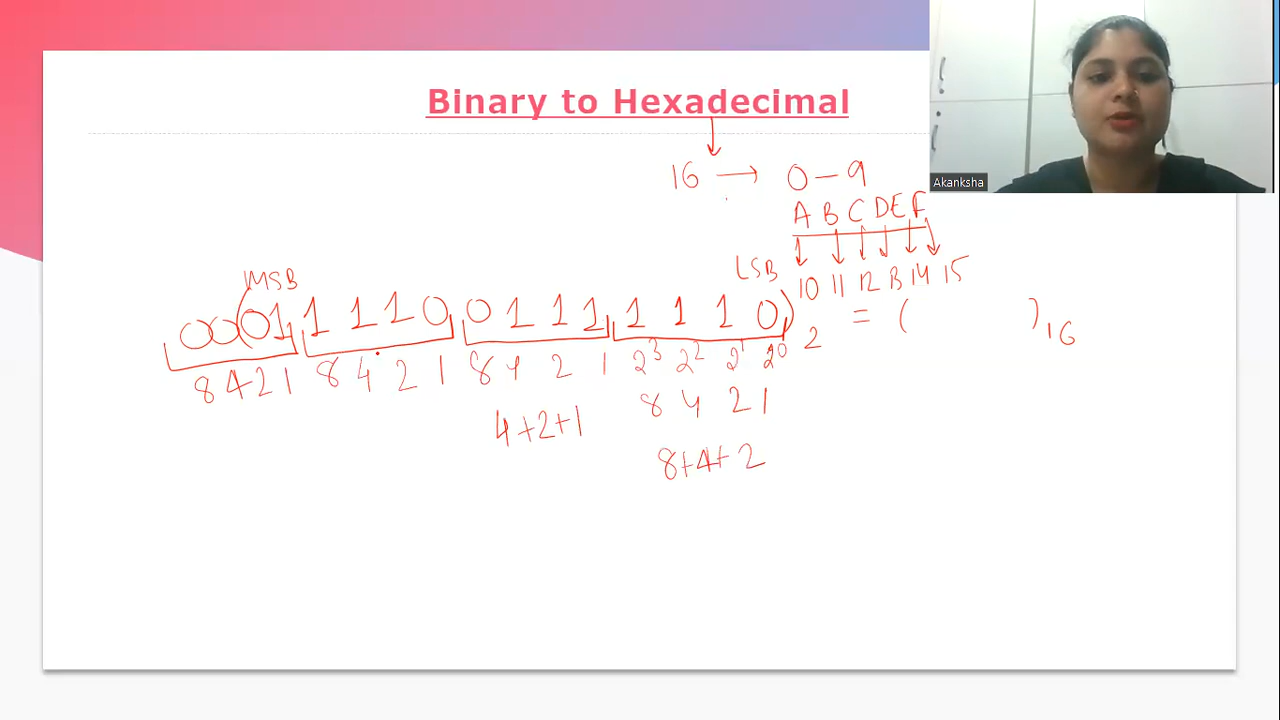 Binary to Hexadecimal
Akanksha
16 → 0 – 9
A B C D E F
10 11 12 13 14 15
MSB LSB
00(01 1110 0111 1110)2 = ( )16
8 4 2 1 8 4 2 1 8 4 2 1 2³ 2² 2¹ 2⁰
8 4 2 1
4+2+1
8+4+2